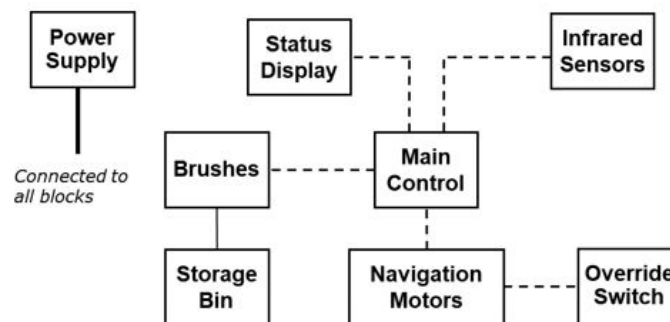 Power
Supply
Status
Display
Infrared
Sensors
Connected to
all blocks
Brushes
Main
Control
Storage
Bin
Navigation
Motors
Override
Switch